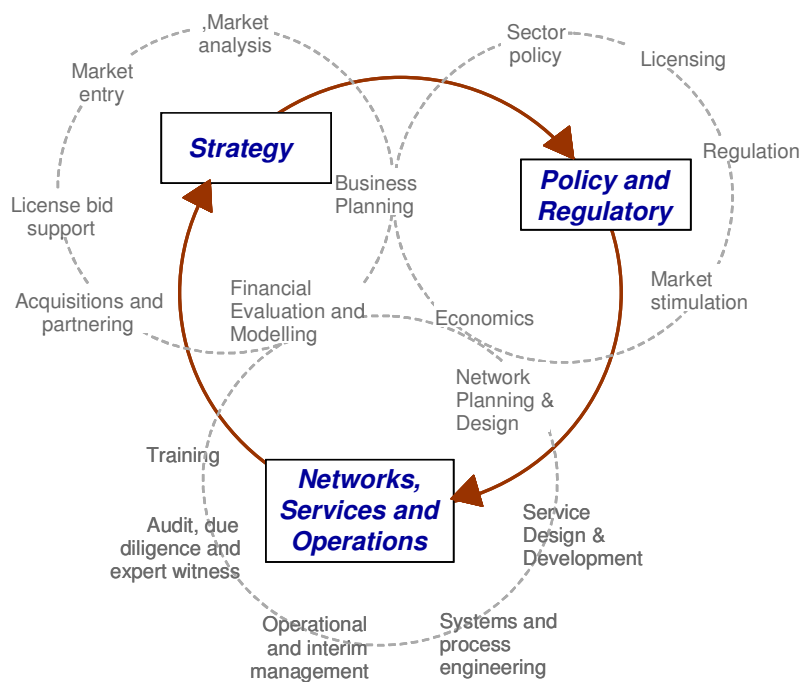 ,Market
analysis
Sector
policy
Licensing
Market
entry
Strategy
Regulation
Business
Planning
Policy and
Regulatory
License bid
support
Acquisitions and
partnering
Financial
Evaluation and
Modelling
Economics
Market
stimulation
Network
Planning &
Design
Training
Networks,
Services and
Operations
Audit, due
diligence and
expert witness
Service
Design &
Development
Operational
and interim
management
Systems and
process
engineering